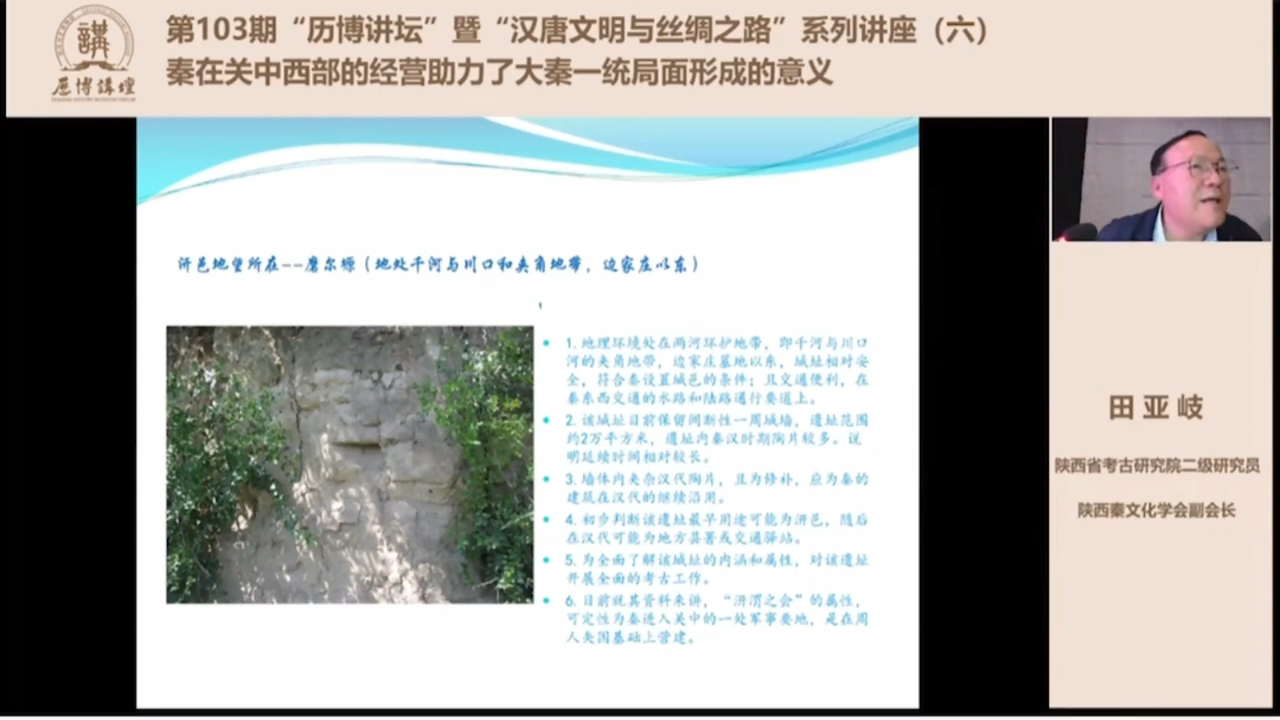 第103期“历博讲坛”暨“汉唐文明与丝绸之路”系列讲座（六）
秦在关中西部的经营助力了大秦一统局面形成的意义
講
历博講壇
汧邑地望所在--磨尔塬（地处千河与川口和夹角地带，边家庄以东）
1. 地理环境处在两河环护地带，即千河与川口
河的夹角地带，边家庄墓地以东，城址相对安
全，符合秦设置城邑的条件；且交通便利，在
秦东西交通的水路和陆路通行要道上。
2. 该城址目前保留间断性一周城墙，遗址范围
约2万平方米，遗址内秦汉时期陶片较多。说
明延续时间相对较长。
3. 墙体内夹杂汉代陶片，且为修补，应为秦的
建筑在汉代的继续沿用。
4. 初步判断该遗址最早用途可能为汧邑，随后
在汉代可能为地方县署或交通驿站。
5. 为全面了解该城址的内涵和属性，对该遗址
开展全面的考古工作。
6. 目前就其资料来讲，“汧渭之会”的属性，
可定性为秦进入关中的一处军事要地，是在周
人矢国基础上营建。
田亚岐
陕西省考古研究院二级研究员
陕西秦文化学会副会长